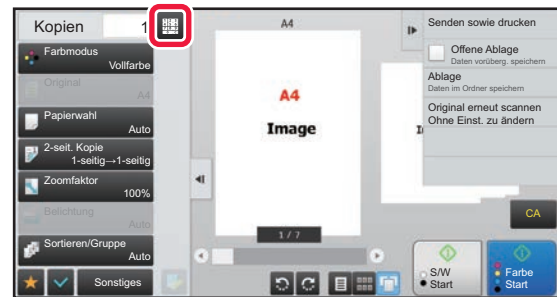 Kopien
1
Farbmodus
Vollfarbe
Original
A4
Papierwahl
Auto
2-seit. Kopie
1-seitig→1-seitig
Zoomfaktor
100%
Belichtung
Auto
Sortieren/Gruppe
Auto
Sonstiges
A4
A4
Image
1 / 7
Senden sowie drucken
Offene Ablage
Daten vorüberg. speichern
Ablage
Daten im Ordner speichern
Original erneut scannen
Ohne Einst. zu ändern
CA
S/W
Start
Farbe
Start